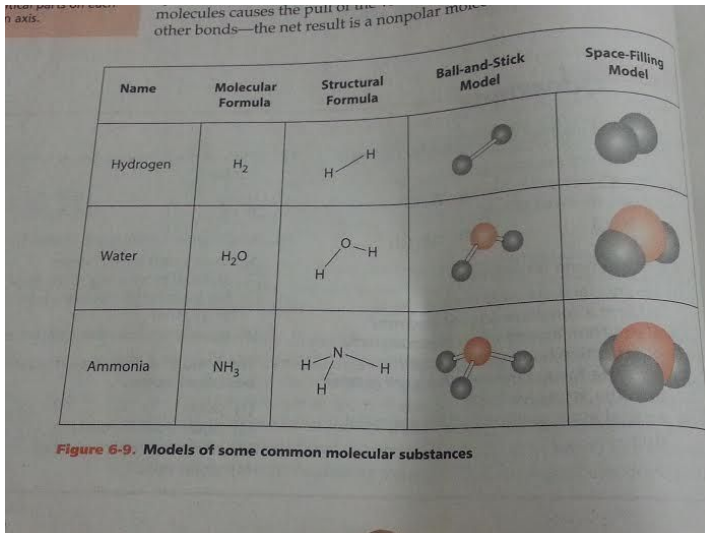 n axis.
molecules causes the pull of the
other bonds—the net result is a nonpolar
Name
Molecular
Formula
Structural
Formula
Ball-and-Stick
Model
Space-Filling
Model
Hydrogen
H₂
H
H
Water
H₂O
O
H
H
Ammonia
NH₃
H
N
H
H
Figure 6-9. Models of some common molecular substances